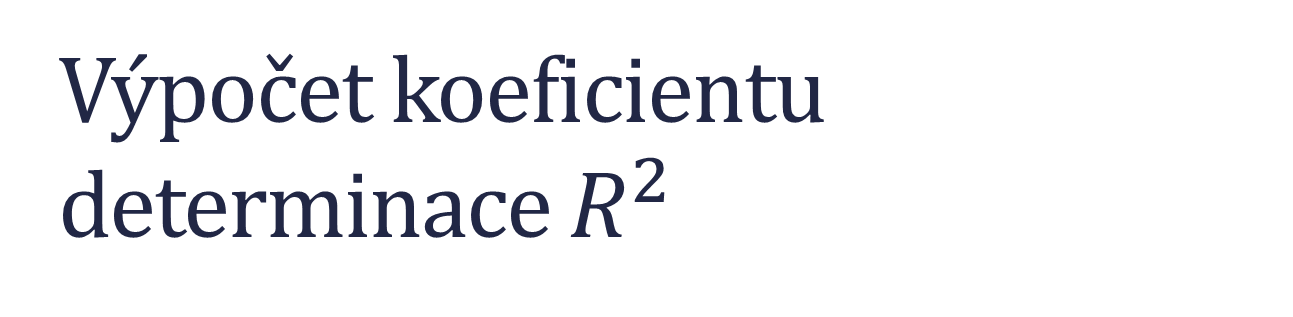 Výpočet koeficientu
determinace R²